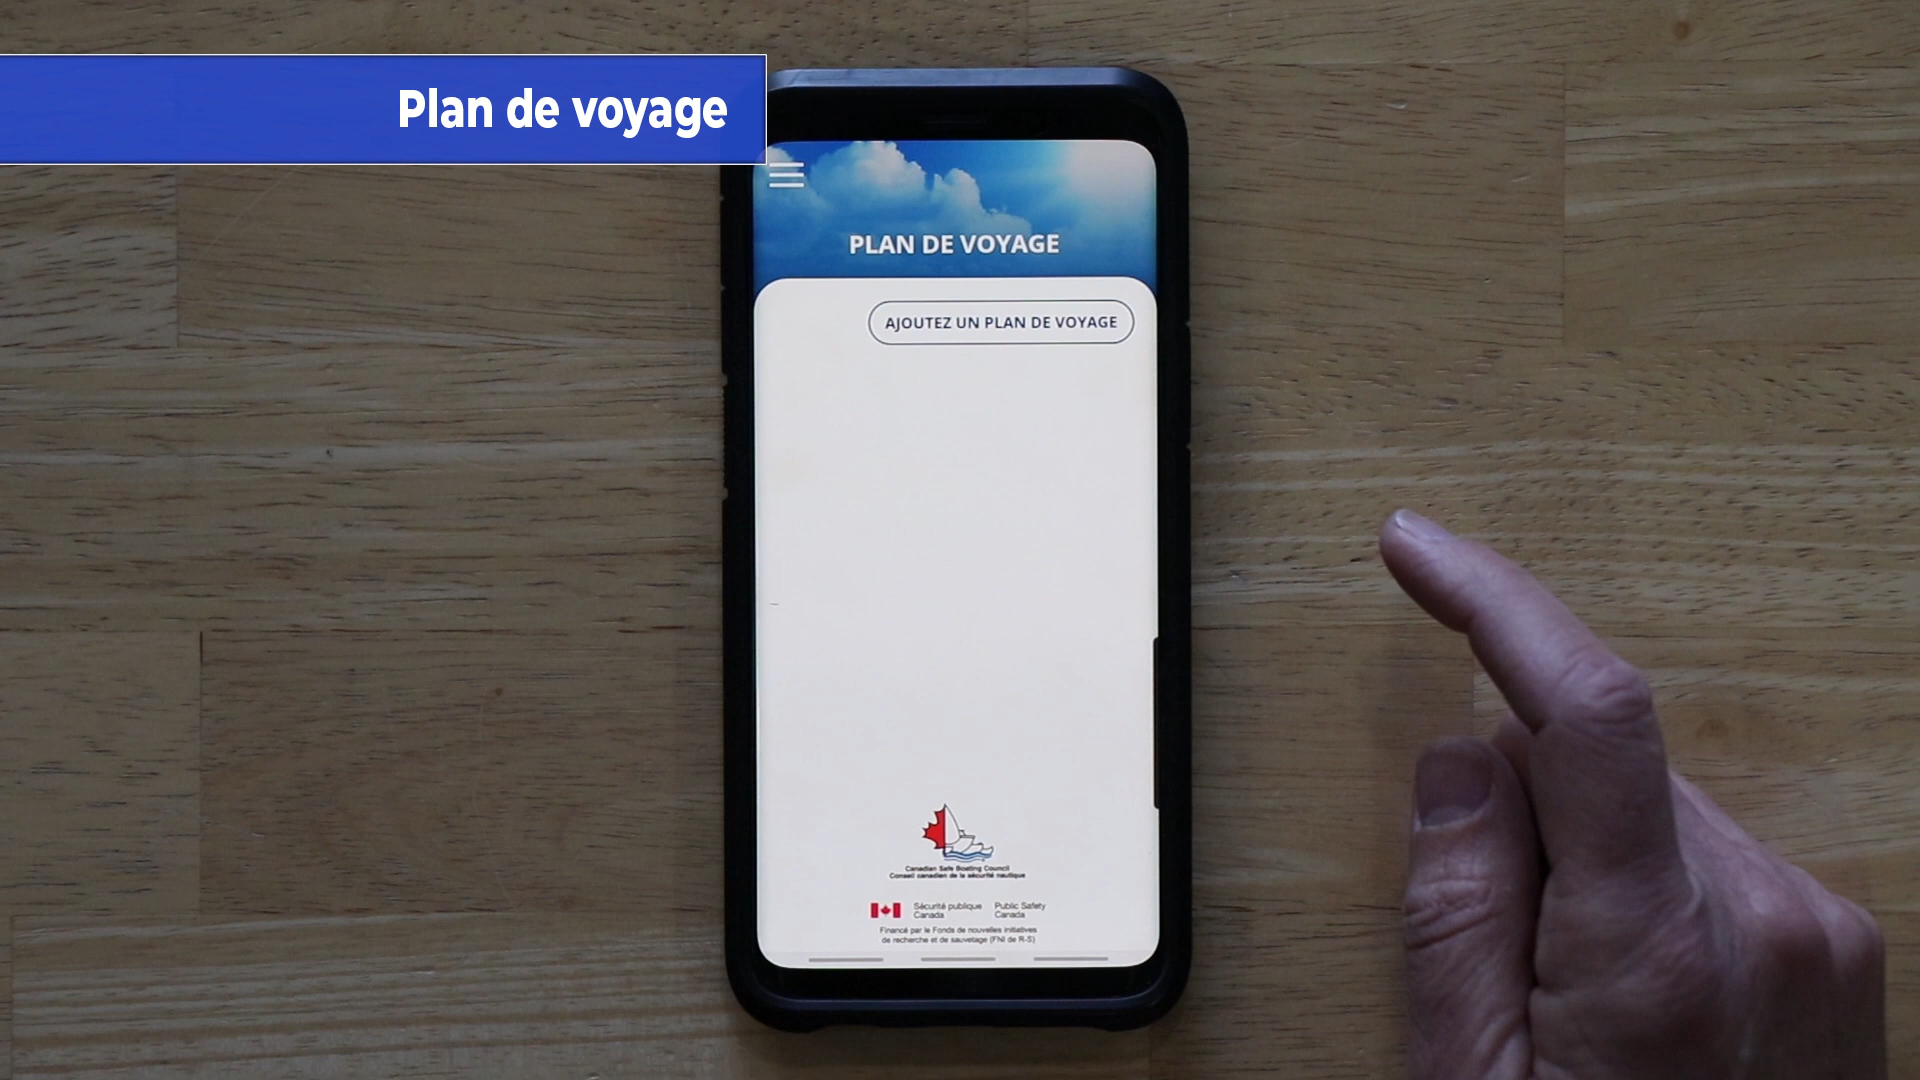 Plan de voyage
PLAN DE VOYAGE
AJOUTEZ UN PLAN DE VOYAGE
Canadian Safe Boating Council
Conseil canadien de la sécurité nautique
Sécurité publique Canada
Public Safety Canada
Financé par le Fonds de nouvelles initiatives
de recherche et de sauvetage (FNI de R-S)